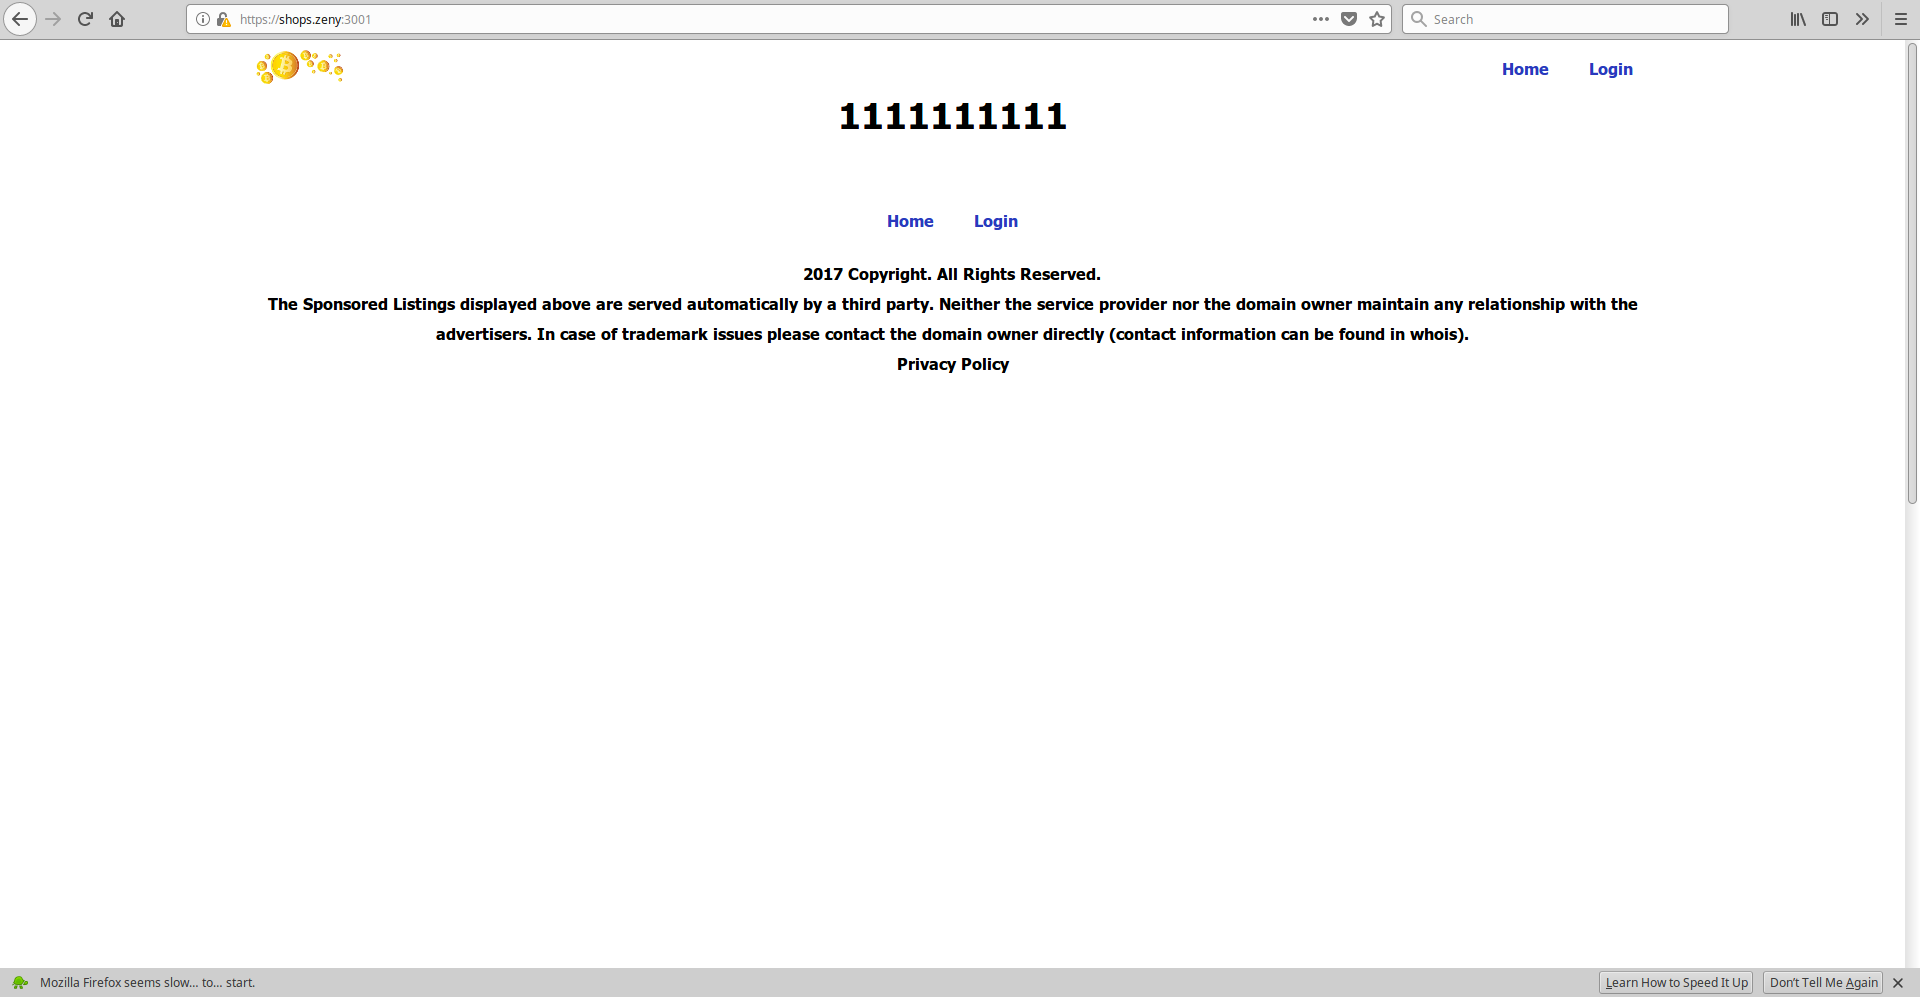 https://shops.zeny:3001
Search
Home Login
1111111111
Home Login
2017 Copyright. All Rights Reserved.
The Sponsored Listings displayed above are served automatically by a third party. Neither the service provider nor the domain owner maintain any relationship with the
advertisers. In case of trademark issues please contact the domain owner directly (contact information can be found in whois).
Privacy Policy
Mozilla Firefox seems slow... to... start.
Learn How to Speed It Up
Don't Tell Me Again